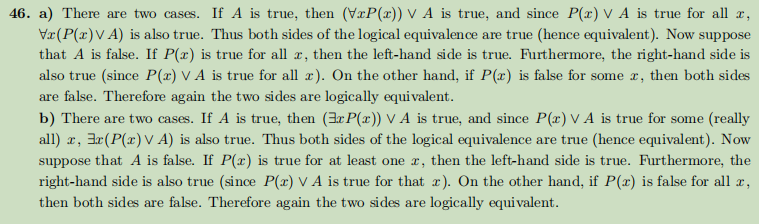 46. a) There are two cases. If A is true, then (∀xP(x)) ∨ A is true, and since P(x) ∨ A is true for all x,
∀x(P(x) ∨ A) is also true. Thus both sides of the logical equivalence are true (hence equivalent). Now suppose
that A is false. If P(x) is true for all x, then the left-hand side is true. Furthermore, the right-hand side is
also true (since P(x) ∨ A is true for all x). On the other hand, if P(x) is false for some x, then both sides
are false. Therefore again the two sides are logically equivalent.
b) There are two cases. If A is true, then (∃xP(x)) ∨ A is true, and since P(x) ∨ A is true for some (really
all) x, ∃x(P(x) ∨ A) is also true. Thus both sides of the logical equivalence are true (hence equivalent). Now
suppose that A is false. If P(x) is true for at least one x, then the left-hand side is true. Furthermore, the
right-hand side is also true (since P(x) ∨ A is true for that x). On the other hand, if P(x) is false for all x,
then both sides are false. Therefore again the two sides are logically equivalent.